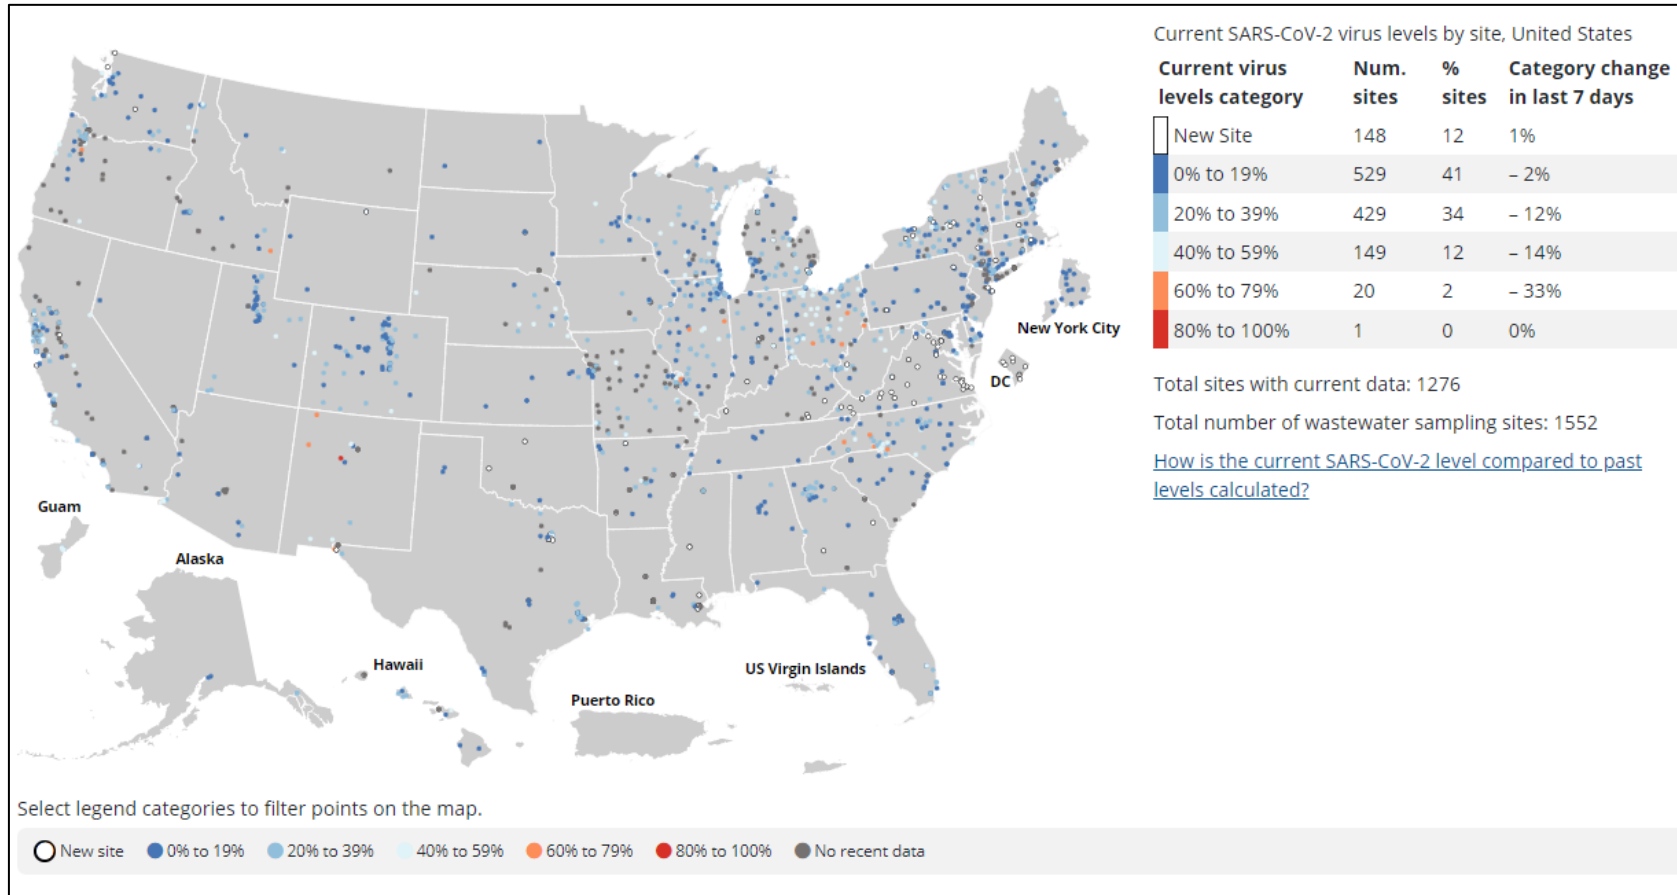 Current SARS-CoV-2 virus levels by site, United States
Current virus levels category Num. sites % sites Category change in last 7 days
New Site 148 12 1%
0% to 19% 529 41 – 2%
20% to 39% 429 34 – 12%
40% to 59% 149 12 – 14%
60% to 79% 20 2 – 33%
80% to 100% 1 0 0%
Total sites with current data: 1276
Total number of wastewater sampling sites: 1552
How is the current SARS-CoV-2 level compared to past
levels calculated?
New York City
DC
Guam
Alaska
Hawaii
US Virgin Islands
Puerto Rico
Select legend categories to filter points on the map.
New site 0% to 19% 20% to 39% 40% to 59% 60% to 79% 80% to 100% No recent data